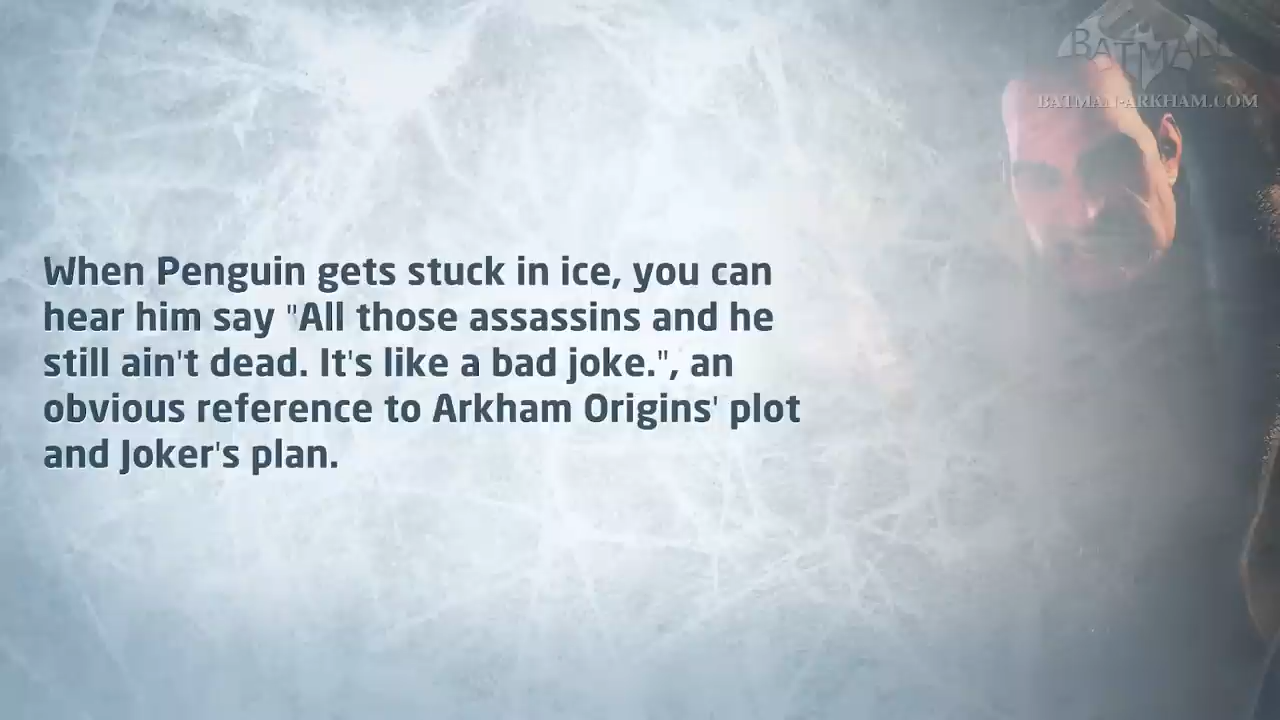 BATMAN
BATMAN-ARKHAM.COM
When Penguin gets stuck in ice, you can
hear him say "All those assassins and he
still ain't dead. It's like a bad joke.", an
obvious reference to Arkham Origins' plot
and Joker's plan.